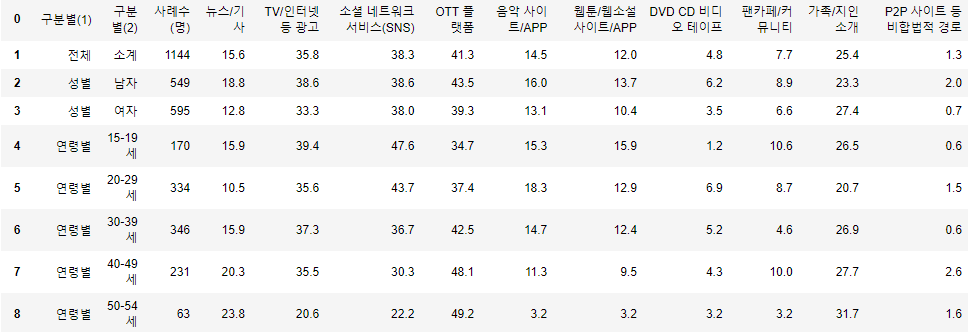 0 구분별(1) 구분별(2) 사례수(명) 뉴스/기사 TV/인터넷 등 광고 소셜 네트워크 서비스(SNS) OTT 플랫폼 음악 사이트/APP 웹툰/웹소설 사이트/APP DVD CD 비디오 테이프 팬카페/커뮤니티 가족/지인 소개 P2P 사이트 등 비합법적 경로
1 전체 소계 1144 15.6 35.8 38.3 41.3 14.5 12.0 4.8 7.7 25.4 1.3
2 성별 남자 549 18.8 38.6 38.6 43.5 16.0 13.7 6.2 8.9 23.3 2.0
3 성별 여자 595 12.8 33.3 38.0 39.3 13.1 10.4 3.5 6.6 27.4 0.7
4 연령별 15-19세 170 15.9 39.4 47.6 34.7 15.3 15.9 1.2 10.6 26.5 0.6
5 연령별 20-29세 334 10.5 35.6 43.7 37.4 18.3 12.9 6.9 8.7 20.7 1.5
6 연령별 30-39세 346 15.9 37.3 36.7 42.5 14.7 12.4 5.2 4.6 26.9 0.6
7 연령별 40-49세 231 20.3 35.5 30.3 48.1 11.3 9.5 4.3 10.0 27.7 2.6
8 연령별 50-54세 63 23.8 20.6 22.2 49.2 3.2 3.2 3.2 3.2 31.7 1.6